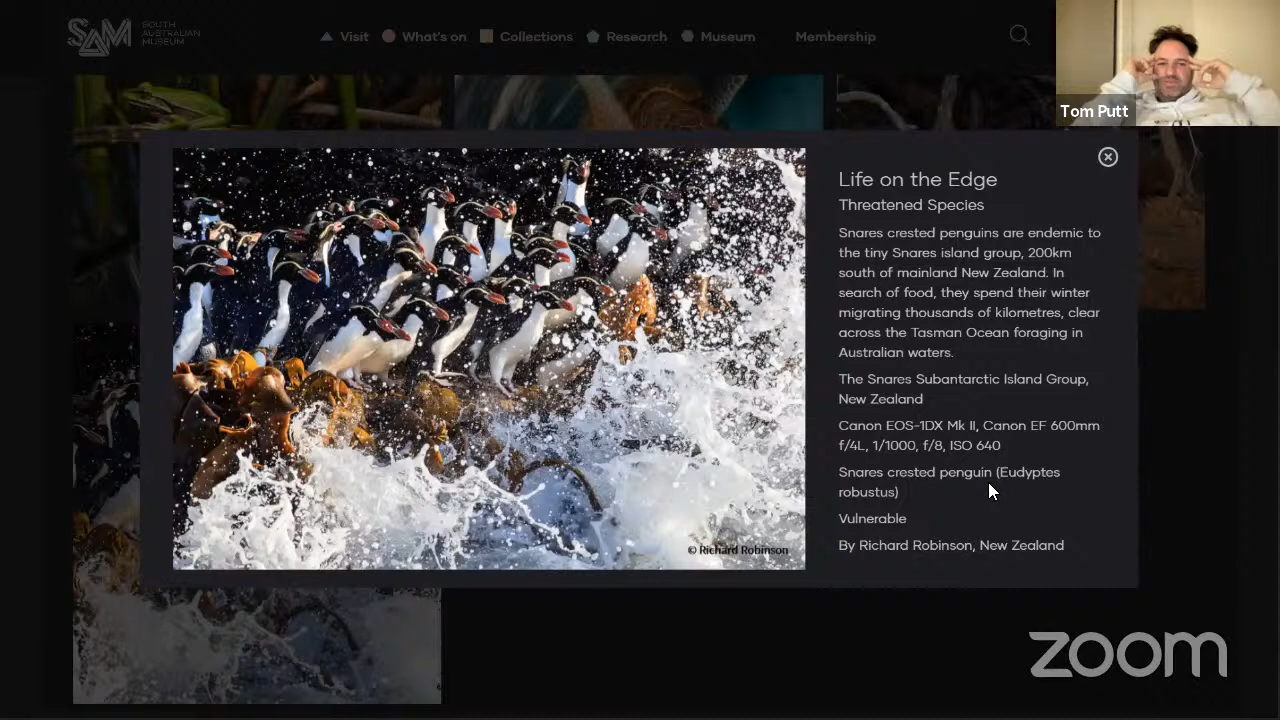 SAM
SOUTH
AUSTRALIAN
MUSEUM
Visit
What's on
Collections
Research
Museum
Membership
Tom Putt
Life on the Edge
Threatened Species
Snares crested penguins are endemic to
the tiny Snares island group, 200km
south of mainland New Zealand. In
search of food, they spend their winter
migrating thousands of kilometres, clear
across the Tasman Ocean foraging in
Australian waters.
The Snares Subantarctic Island Group,
New Zealand
Canon EOS-1DX Mk II, Canon EF 600mm
f/4L, 1/1000, f/8, ISO 640
Snares crested penguin (Eudyptes
robustus)
Vulnerable
By Richard Robinson, New Zealand
© Richard Robinson
zoom